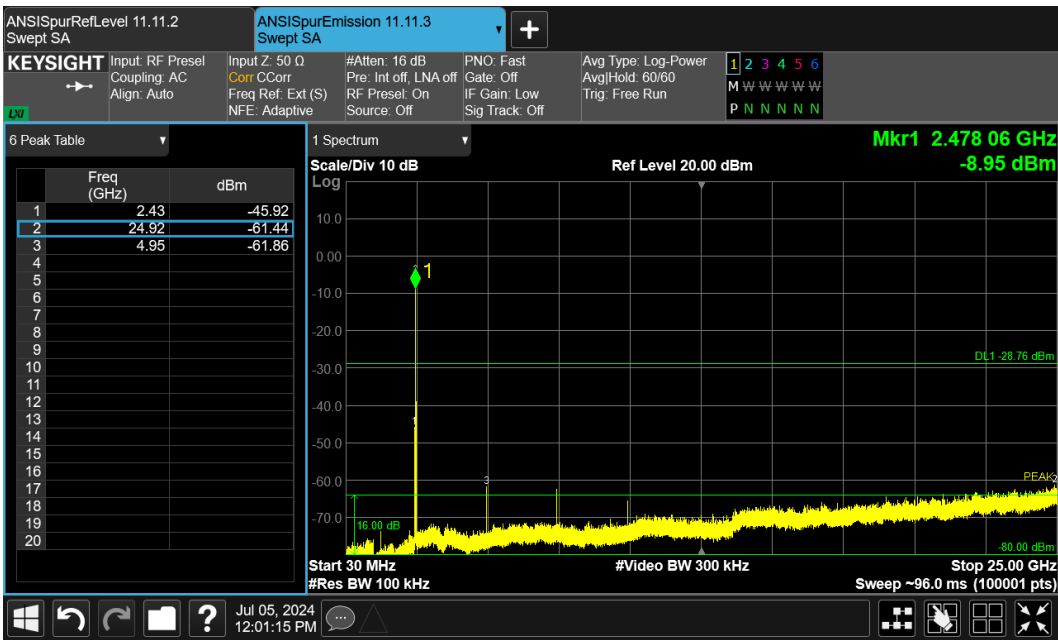 ANSISpurRefLevel 11.11.2
Swept SA
ANSISpurEmission 11.11.3
Swept SA
KEYSIGHT
LXI
Input: RF Presel
Coupling: AC
Align: Auto
Input Z: 50 Ω
Corr CCorr
Freq Ref: Ext (S)
NFE: Adaptive
#Atten: 16 dB
Pre: Int off, LNA off
RF Presel: On
Source: Off
PNO: Fast
Gate: Off
IF Gain: Low
Sig Track: Off
Avg Type: Log-Power
Avg|Hold: 60/60
Trig: Free Run
1 2 3 4 5 6
M W W W W W W
P N N N N N N
6 Peak Table
Freq (GHz) dBm
1 2.43 -45.92
2 24.92 -61.44
3 4.95 -61.86
4
5
6
7
8
9
10
11
12
13
14
15
16
17
18
19
20
1 Spectrum
Mkr1 2.478 06 GHz
-8.95 dBm
Scale/Div 10 dB
Ref Level 20.00 dBm
Log
10.0
0.00
-10.0
-20.0
-30.0
-40.0
-50.0
-60.0
-70.0
1
DL1 -28.76 dBm
1
3
PEAK
2
16.00 dB
-80.00 dBm
Start 30 MHz
#Video BW 300 kHz
Stop 25.00 GHz
#Res BW 100 kHz
Sweep ~96.0 ms (100001 pts)
?
Jul 05, 2024
12:01:15 PM